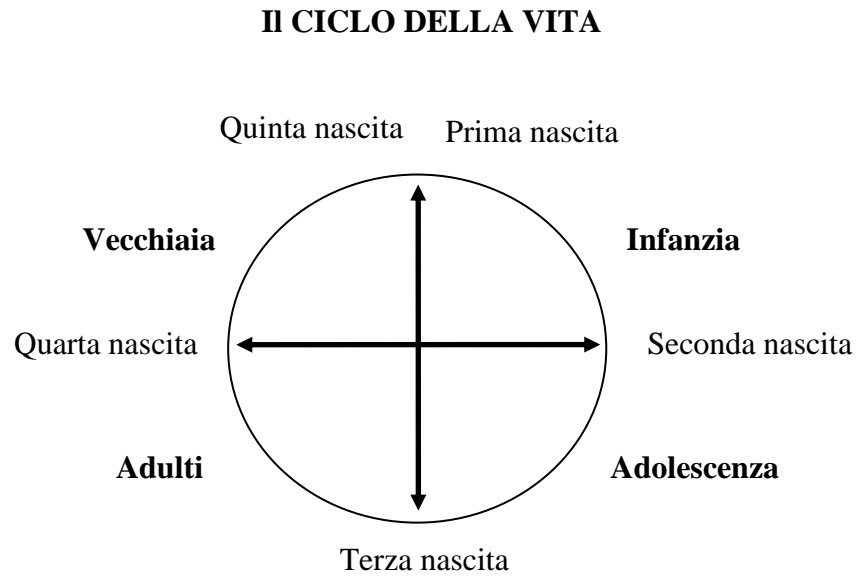 Il CICLO DELLA VITA
Quinta nascita
Prima nascita
Vecchiaia
Infanzia
Quarta nascita
Seconda nascita
Adulti
Adolescenza
Terza nascita